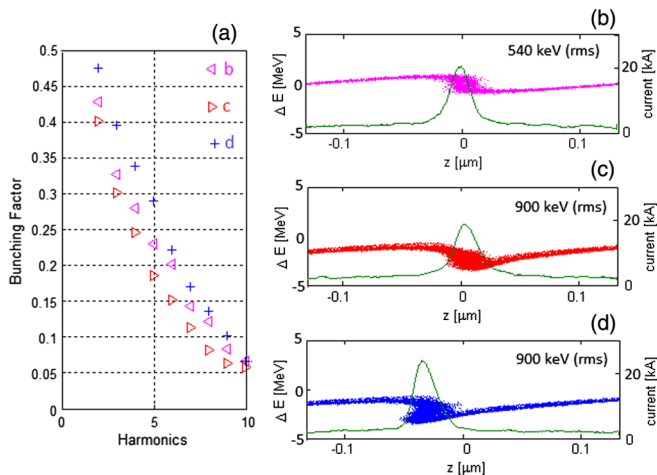 (a)
0.5
0.45
0.4
0.35
0.3
0.25
0.2
0.15
0.1
0.05
0
0 5 10
Bunching Factor
Harmonics
b
c
d
(b)
540 keV (rms)
5
0
-5
Δ E [MeV]
20
10
0
current [kA]
-0.1 0 0.1
z [μm]
(c)
900 keV (rms)
5
0
-5
Δ E [MeV]
20
10
0
current [kA]
-0.1 0 0.1
z [μm]
(d)
900 keV (rms)
5
0
-5
Δ E [MeV]
20
10
0
current [kA]
-0.1 0 0.1
z [μm]